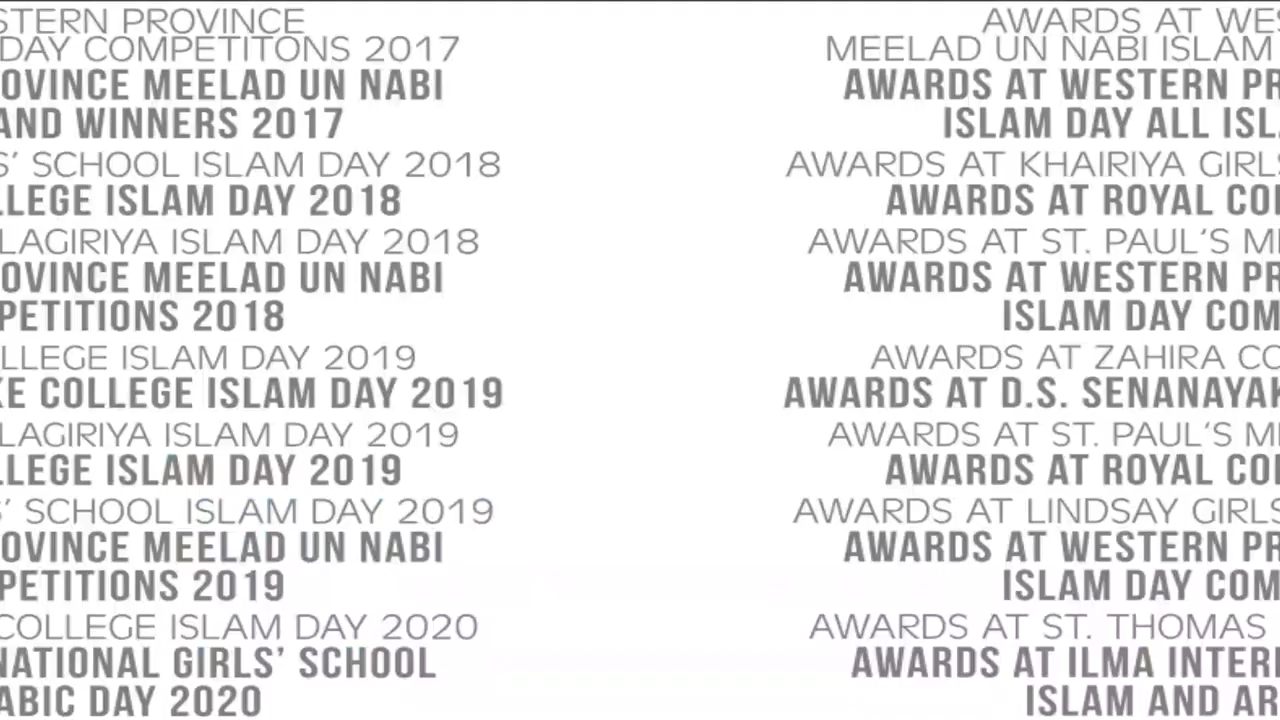 STERN PROVINCE
DAY COMPETITONS 2017
OVINCE MEELAD UN NABI
AND WINNERS 2017
S’ SCHOOL ISLAM DAY 2018
LLEGE ISLAM DAY 2018
LAGIRIYA ISLAM DAY 2018
OVINCE MEELAD UN NABI
PETITIONS 2018
LLEGE ISLAM DAY 2019
KE COLLEGE ISLAM DAY 2019
LAGIRIYA ISLAM DAY 2019
LLEGE ISLAM DAY 2019
S’ SCHOOL ISLAM DAY 2019
OVINCE MEELAD UN NABI
PETITIONS 2019
COLLEGE ISLAM DAY 2020
NATIONAL GIRLS’ SCHOOL
ABIC DAY 2020
AWARDS AT WES
MEELAD UN NABI ISLAM
AWARDS AT WESTERN PR
ISLAM DAY ALL ISLA
AWARDS AT KHAIRIYA GIRLS
AWARDS AT ROYAL COL
AWARDS AT ST. PAUL’S MI
AWARDS AT WESTERN PR
ISLAM DAY COM
AWARDS AT ZAHIRA CO
AWARDS AT D.S. SENANAYAK
AWARDS AT ST. PAUL’S MI
AWARDS AT ROYAL COL
AWARDS AT LINDSAY GIRLS
AWARDS AT WESTERN PR
ISLAM DAY COM
AWARDS AT ST. THOMAS
AWARDS AT ILMA INTER
ISLAM AND AR